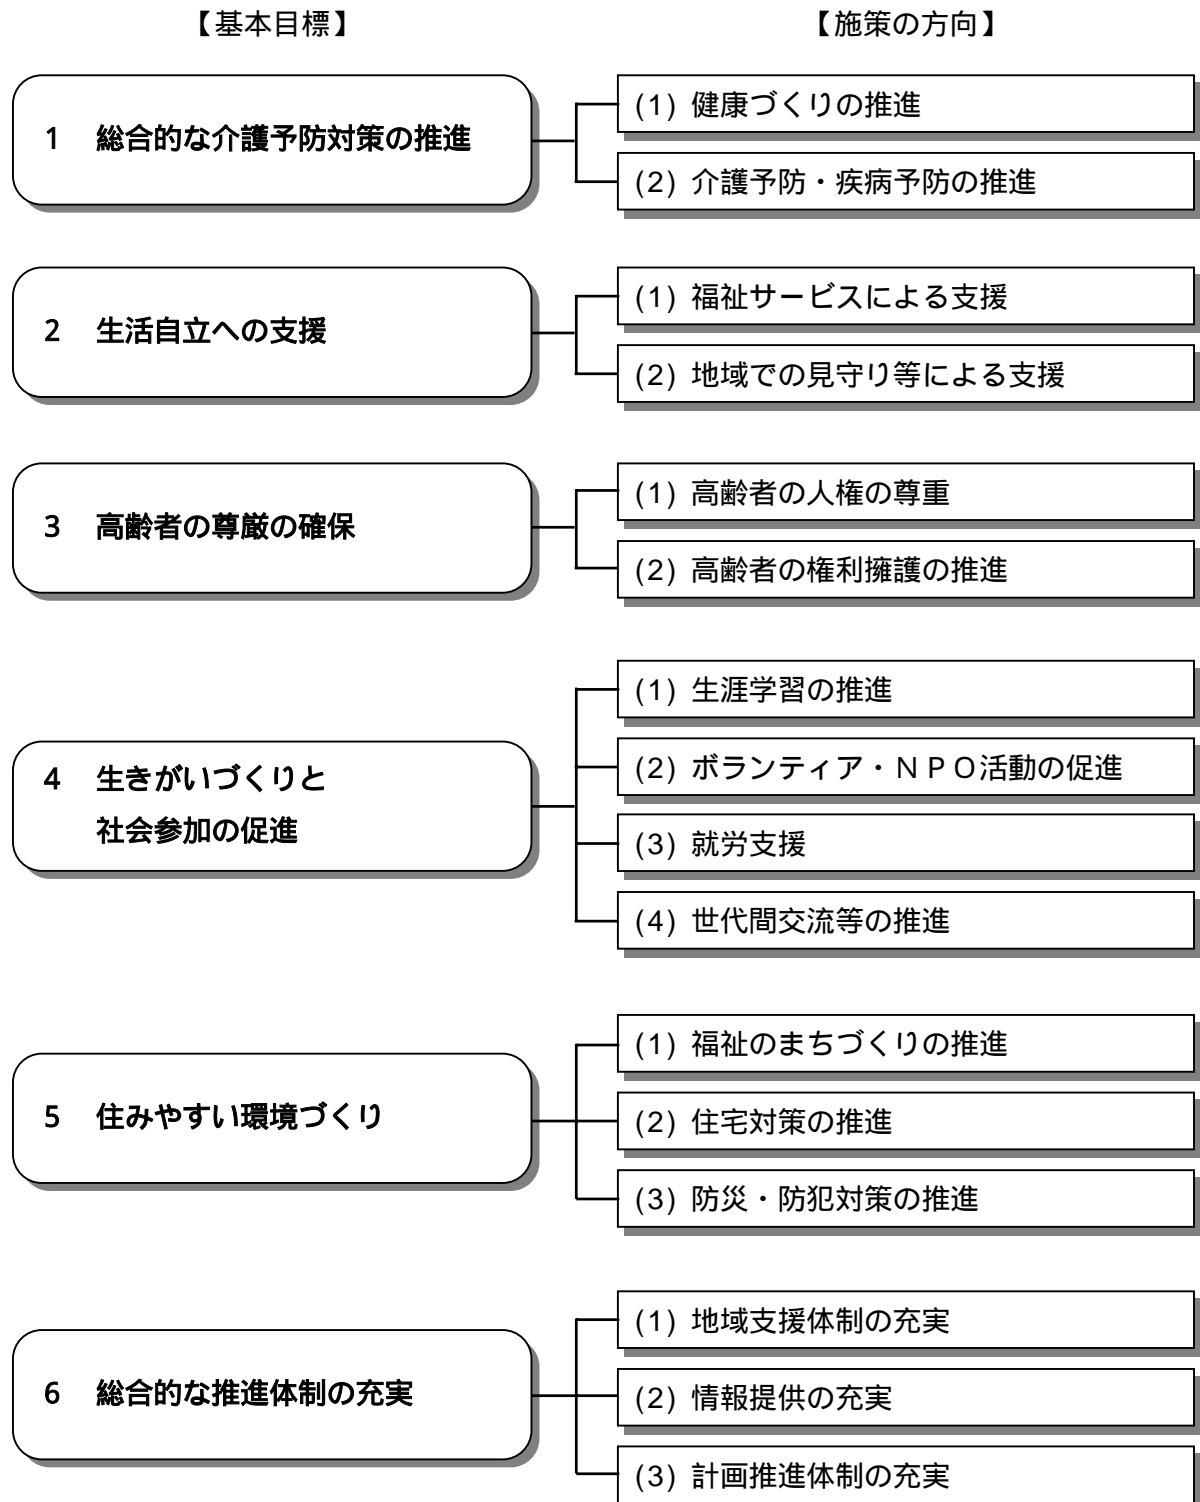 【基本目標】
【施策の方向】
1 総合的な介護予防対策の推進
(1) 健康づくりの推進
(2) 介護予防・疾病予防の推進
2 生活自立への支援
(1) 福祉サービスによる支援
(2) 地域での見守り等による支援
3 高齢者の尊厳の確保
(1) 高齢者の人権の尊重
(2) 高齢者の権利擁護の推進
4 生きがいづくりと
社会参加の促進
(1) 生涯学習の推進
(2) ボランティア・ＮＰＯ活動の促進
(3) 就労支援
(4) 世代間交流等の推進
5 住みやすい環境づくり
(1) 福祉のまちづくりの推進
(2) 住宅対策の推進
(3) 防災・防犯対策の推進
6 総合的な推進体制の充実
(1) 地域支援体制の充実
(2) 情報提供の充実
(3) 計画推進体制の充実